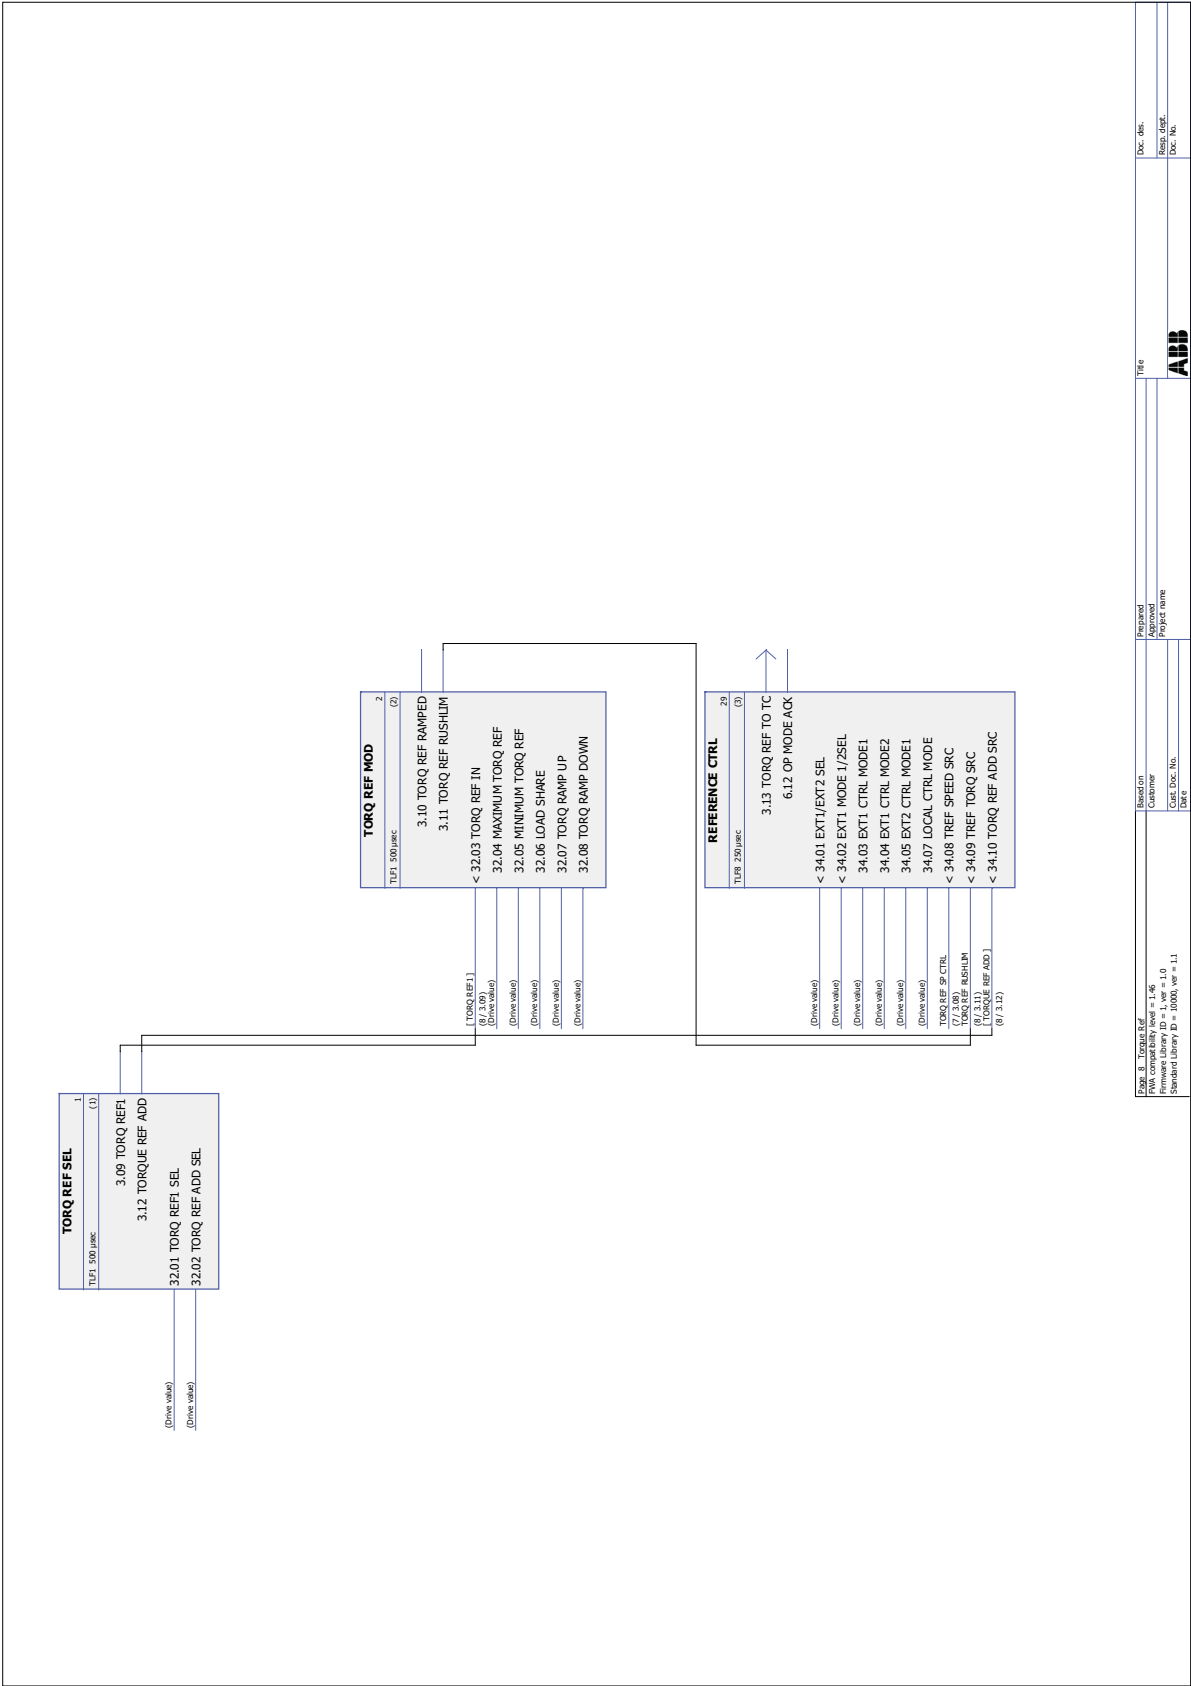 TORQ REF SEL
1
TLF1 500 µsec
(1)
3.09 TORQ REF1
3.12 TORQUE REF ADD
(Drive value)
32.01 TORQ REF1 SEL
(Drive value)
32.02 TORQ REF ADD SEL
TORQ REF MOD
2
TLF1 500 µsec
(2)
3.10 TORQ REF RAMPED
3.11 TORQ REF RUSHLIM
[ TORQ REF1 ]
(8 / 3.09)
< 32.03 TORQ REF IN
(Drive value)
32.04 MAXIMUM TORQ REF
(Drive value)
32.05 MINIMUM TORQ REF
(Drive value)
32.06 LOAD SHARE
(Drive value)
32.07 TORQ RAMP UP
(Drive value)
32.08 TORQ RAMP DOWN
REFERENCE CTRL
29
TLF8 250 µsec
(3)
3.13 TORQ REF TO TC
6.12 OP MODE ACK
(Drive value)
< 34.01 EXT1/EXT2 SEL
(Drive value)
< 34.02 EXT1 MODE 1/2SEL
(Drive value)
34.03 EXT1 CTRL MODE1
(Drive value)
34.04 EXT1 CTRL MODE2
(Drive value)
34.05 EXT2 CTRL MODE1
(Drive value)
34.07 LOCAL CTRL MODE
TORQ REF SP CTRL
(7 / 3.08)
< 34.08 TREF SPEED SRC
TORQ REF RUSHLIM
(8 / 3.11)
< 34.09 TREF TORQ SRC
[ TORQUE REF ADD ]
(8 / 3.12)
< 34.10 TORQ REF ADD SRC
Page 8 Torque Ref
FWA compatibility level = 1.46
Firmware Library ID = 1, ver = 1.0
Standard Library ID = 10000, ver = 1.1
Based on
Customer
Cust. Doc. No.
Date
Prepared
Approved
Project name
Title
ABB
Doc. des.
Resp. dept.
Doc. No.